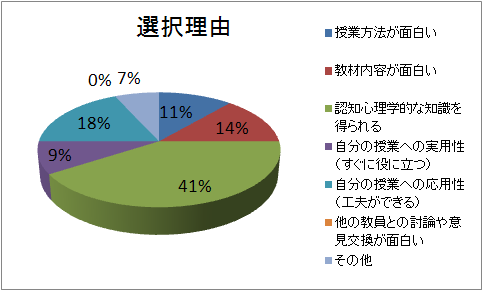 選択理由
0%
7%
11%
14%
18%
9%
41%
授業方法が面白い
教材内容が面白い
認知心理学的な知識を
得られる
自分の授業への実用性
（すぐに役に立つ）
自分の授業への応用性
（工夫ができる）
他の教員との討論や意
見交換が面白い
その他